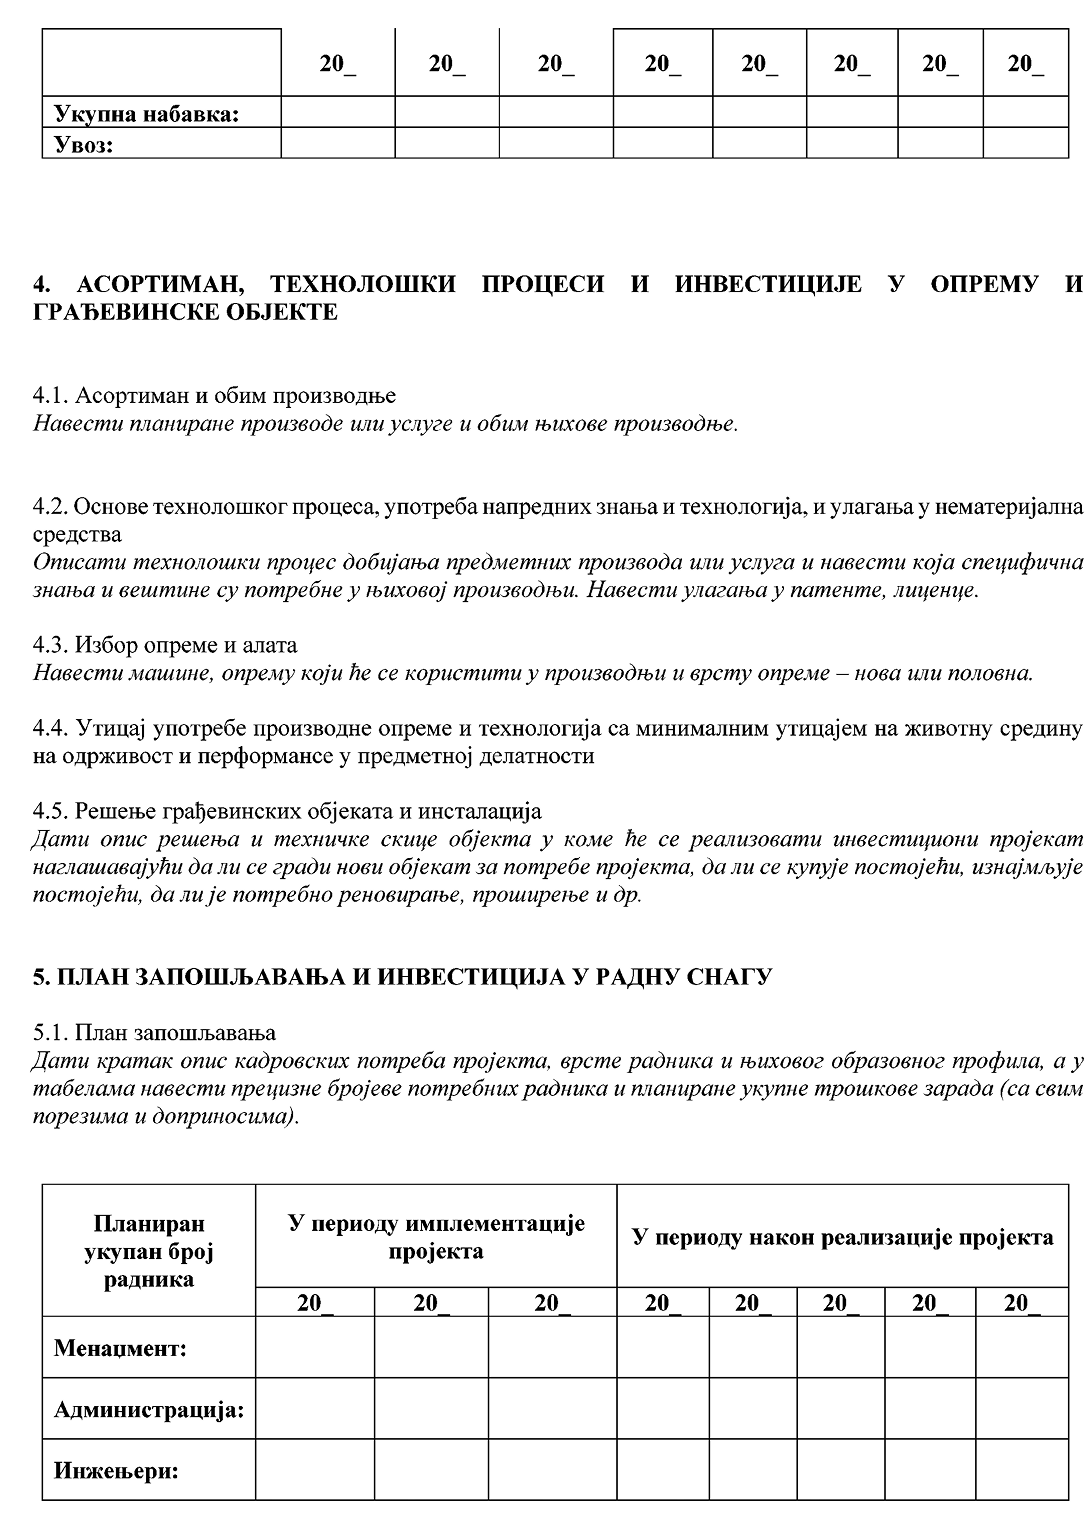 20_ 20_ 20_ 20_ 20_ 20_ 20_ 20_
Укупна набавка:
Увоз:
4. АСОРТИМАН, ТЕХНОЛОШКИ ПРОЦЕСИ И ИНВЕСТИЦИЈЕ У ОПРЕМУ И
ГРАЂЕВИНСКЕ ОБЈЕКТЕ
4.1. Асортиман и обим производње
Навести планиране производе или услуге и обим њихове производње.
4.2. Основе технолошког процеса, употреба напредних знања и технологија, и улагања у нематеријална
средства
Описати технолошки процес добијања предметних производа или услуга и навести која специфична
знања и вештине су потребне у њиховој производњи. Навести улагања у патенте, лиценце.
4.3. Избор опреме и алата
Навести машине, опрему који ће се користити у производњи и врсту опреме – нова или половна.
4.4. Утицај употребе производне опреме и технологија са минималним утицајем на животну средину
на одрживост и перформансе у предметној делатности
4.5. Решење грађевинских објеката и инсталација
Дати опис решења и техничке скице објекта у коме ће се реализовати инвестициони пројекат
наглашавајући да ли се гради нови објекат за потребе пројекта, да ли се купује постојећи, изнајмљује
постојећи, да ли је потребно реновирање, проширење и др.
5. ПЛАН ЗАПОШЉАВАЊА И ИНВЕСТИЦИЈА У РАДНУ СНАГУ
5.1. План запошљавања
Дати кратак опис кадровских потреба пројекта, врсте радника и њиховог образовног профила, а у
табелама навести прецизне бројеве потребних радника и планиране укупне трошкове зарада (са свим
порезима и доприносима).
Планиран
укупан број
радника
У периоду имплементације
пројекта
У периоду након реализације пројекта
20_ 20_ 20_ 20_ 20_ 20_ 20_ 20_
Менаџмент:
Администрација:
Инжењери: